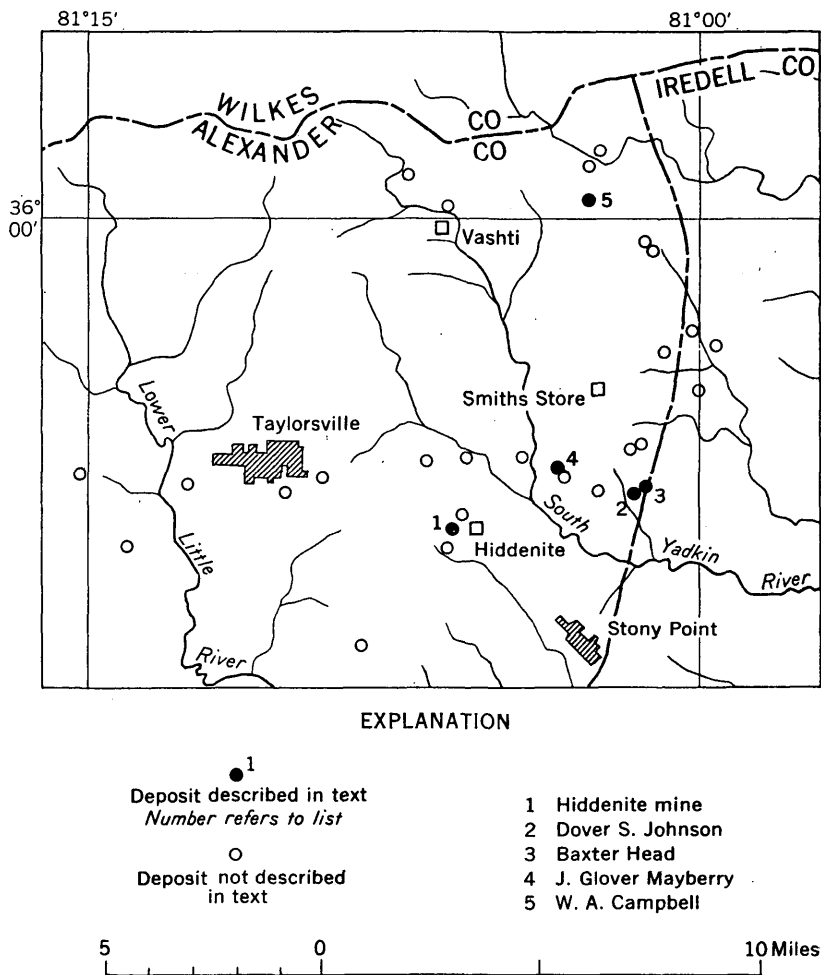 81°15′
81°00′
WILKES CO
ALEXANDER CO
IREDELL CO
36°
00′
5
Vashti
Smiths Store
Lower
Taylorsville
4
3
2
1
South
Hiddenite
Yadkin
Little
River
Stony Point
River
EXPLANATION
1
Deposit described in text
Number refers to list
Deposit not described
in text
1 Hiddenite mine
2 Dover S. Johnson
3 Baxter Head
4 J. Glover Mayberry
5 W. A. Campbell
5 0 10 Miles